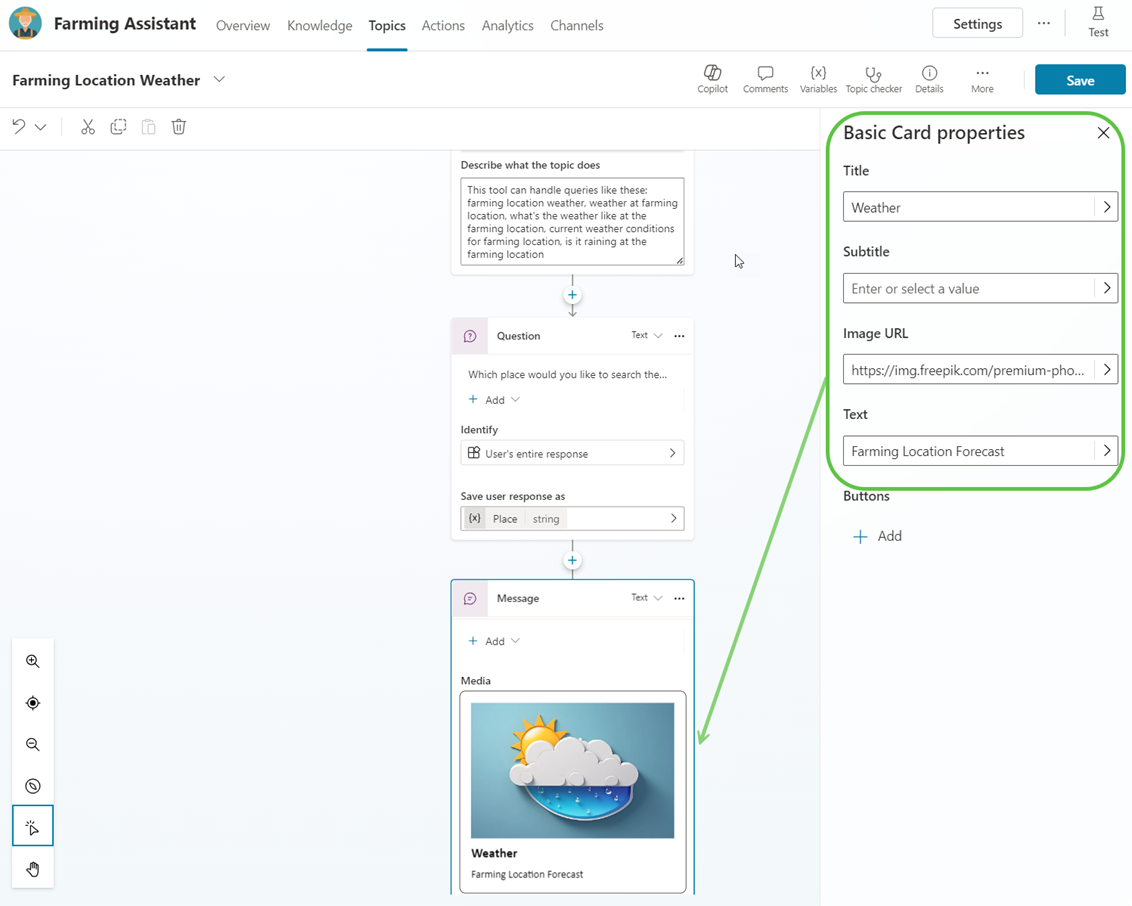 Farming Assistant
Overview
Knowledge
Topics
Actions
Analytics
Channels
Settings
Test
Farming Location Weather
Copilot
Comments
{x}
Variables
Topic checker
Details
More
Save
Describe what the topic does
This tool can handle queries like these:
farming location weather, weather at farming
location, what's the weather like at the
farming location, current weather conditions
for farming location, is it raining at the
farming location
Question
Text
Which place would you like to search the...
Add
Identify
User's entire response
Save user response as
{x} Place string
Message
Text
Add
Media
Weather
Farming Location Forecast
Basic Card properties
Title
Weather
Subtitle
Enter or select a value
Image URL
https://img.freepik.com/premium-pho...
Text
Farming Location Forecast
Buttons
Add